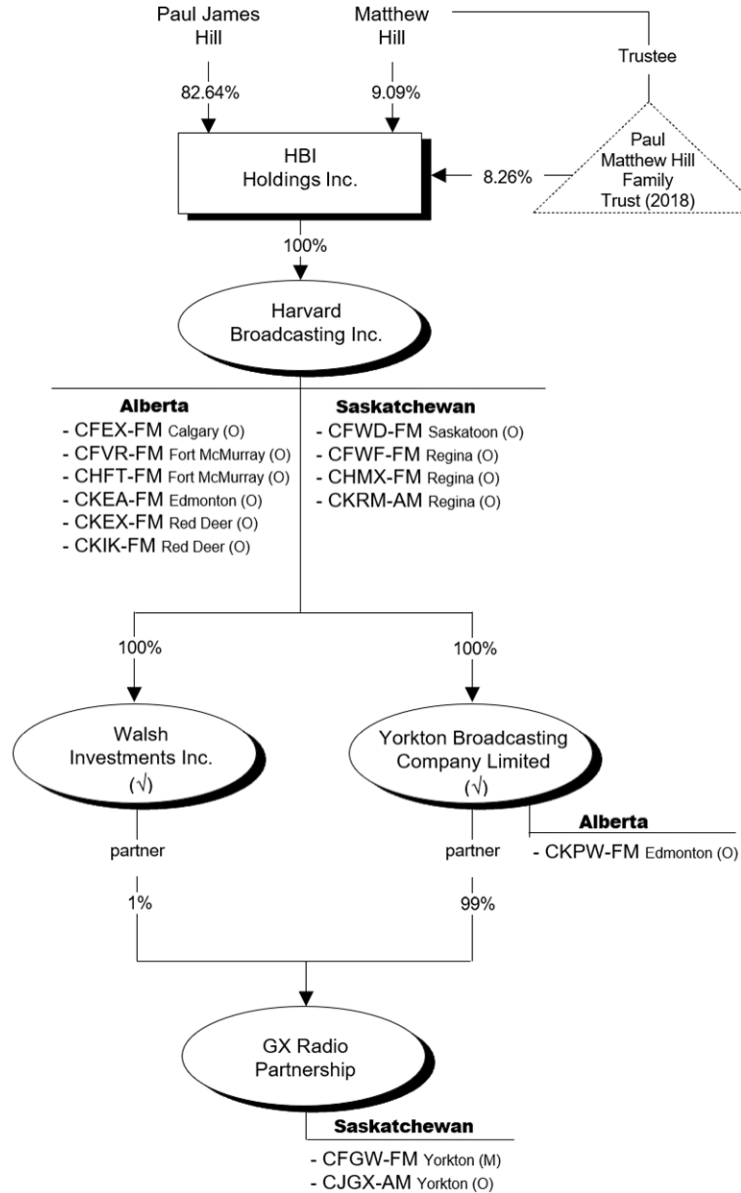 Paul James
Hill
Matthew
Hill
Trustee
82.64%
9.09%
HBI
Holdings Inc.
8.26%
Paul
Matthew Hill
Family
Trust (2018)
100%
Harvard
Broadcasting Inc.
Alberta
- CFEX-FM Calgary (O)
- CFVR-FM Fort McMurray (O)
- CHFT-FM Fort McMurray (O)
- CKEA-FM Edmonton (O)
- CKEX-FM Red Deer (O)
- CKIK-FM Red Deer (O)
Saskatchewan
- CFWD-FM Saskatoon (O)
- CFWF-FM Regina (O)
- CHMX-FM Regina (O)
- CKRM-AM Regina (O)
100%
100%
Walsh
Investments Inc.
(√)
Yorkton Broadcasting
Company Limited
(√)
Alberta
- CKPW-FM Edmonton (O)
partner
partner
1%
99%
GX Radio
Partnership
Saskatchewan
- CFGW-FM Yorkton (M)
- CJGX-AM Yorkton (O)